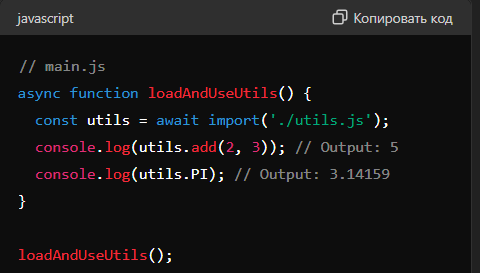 javascript
Копировать код
// main.js
async function loadAndUseUtils() {
  const utils = await import('./utils.js');
  console.log(utils.add(2, 3)); // Output: 5
  console.log(utils.PI); // Output: 3.14159
}
loadAndUseUtils();